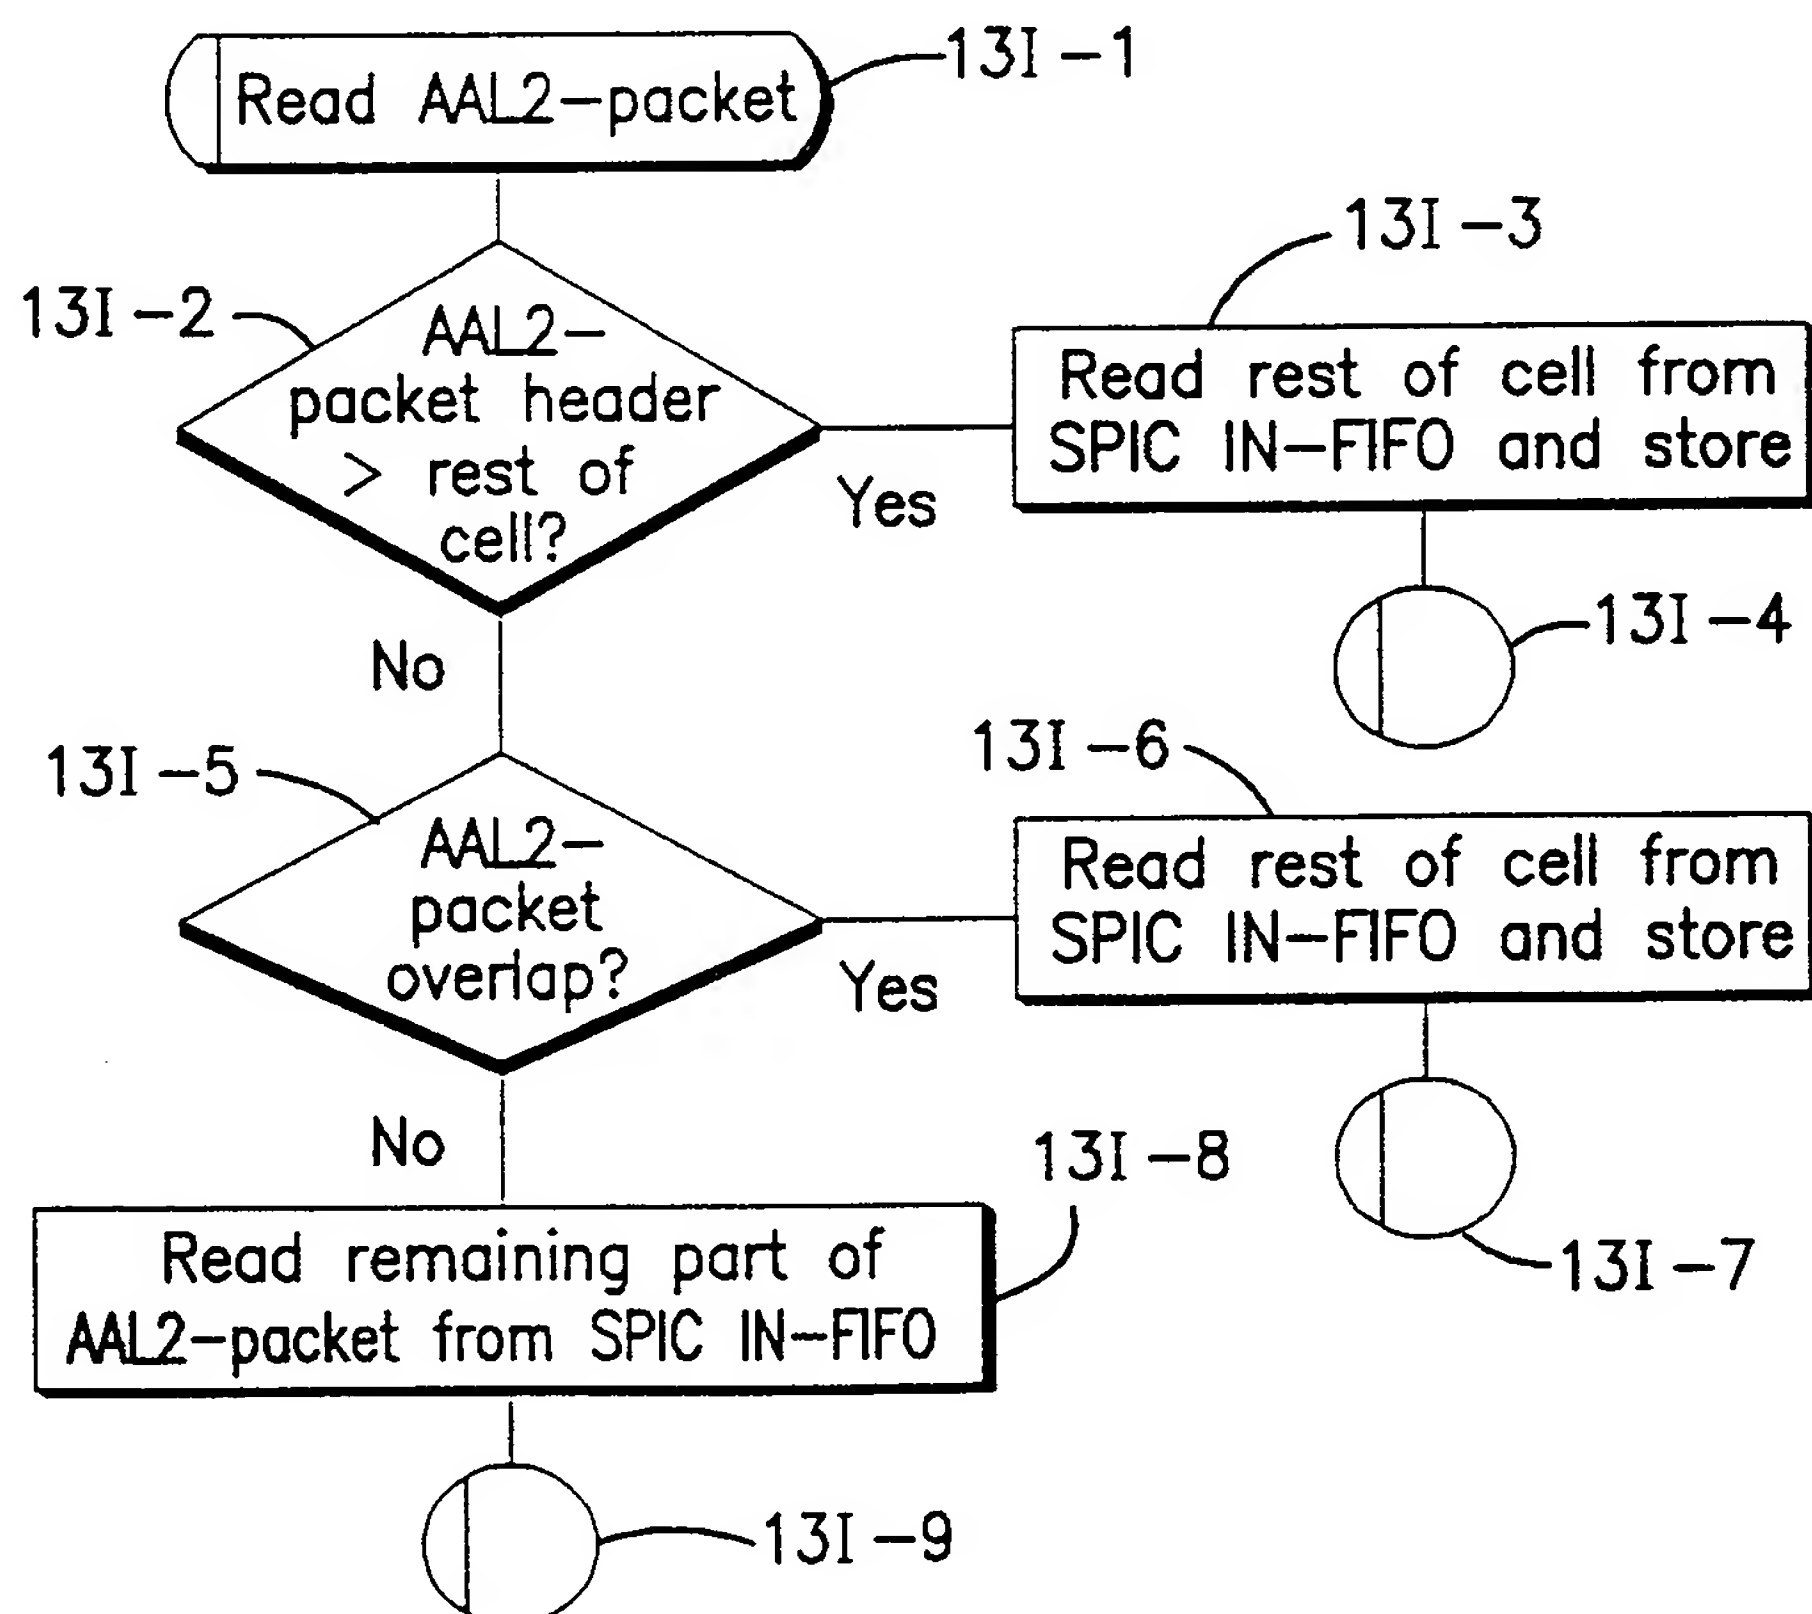 13I-1
Read AAL2-packet
13I-3
13I-2
AAL2-
packet header
> rest of
cell?
Yes
Read rest of cell from
SPIC IN-FIFO and store
13I-4
No
13I-6
13I-5
AAL2-
packet
overlap?
Yes
Read rest of cell from
SPIC IN-FIFO and store
13I-7
No
13I-8
Read remaining part of
AAL2-packet from SPIC IN-FIFO
13I-9